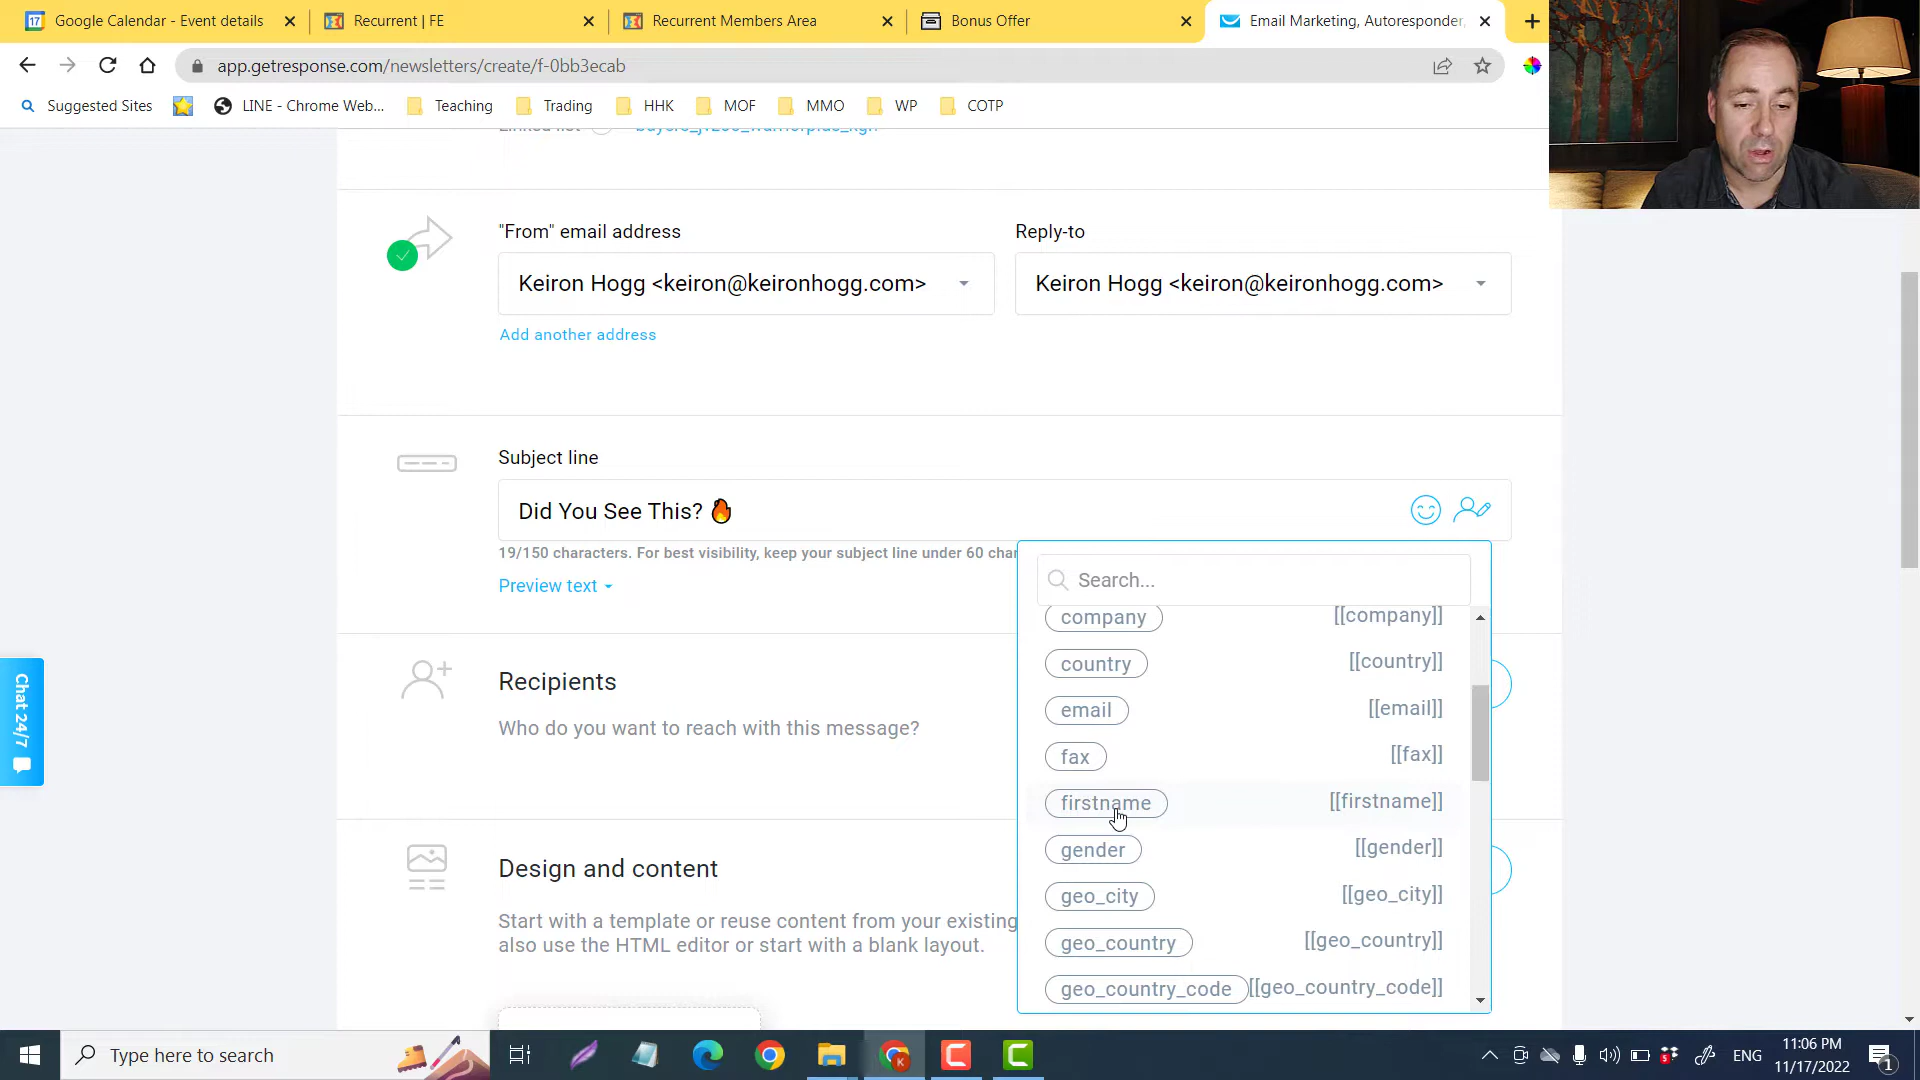 Google Calendar - Event details
Recurrent | FE
Recurrent Members Area
Bonus Offer
Email Marketing, Autoresponder,
app.getresponse.com/newsletters/create/f-0bb3ecab
Suggested Sites
LINE - Chrome Web...
Teaching
Trading
HHK
MOF
MMO
WP
COTP
"From" email address
Reply-to
Keiron Hogg <keiron@keironhogg.com>
Keiron Hogg <keiron@keironhogg.com>
Add another address
Subject line
Did You See This? 🔥
19/150 characters. For best visibility, keep your subject line under 60 char
Preview text
Search...
company
[[company]]
country
[[country]]
email
[[email]]
fax
[[fax]]
firstname
[[firstname]]
gender
[[gender]]
geo_city
[[geo_city]]
geo_country
[[geo_country]]
geo_country_code
[[geo_country_code]]
Recipients
Who do you want to reach with this message?
Design and content
Start with a template or reuse content from your existing
also use the HTML editor or start with a blank layout.
Chat 24/7
Type here to search
ENG
11:06 PM
11/17/2022
1